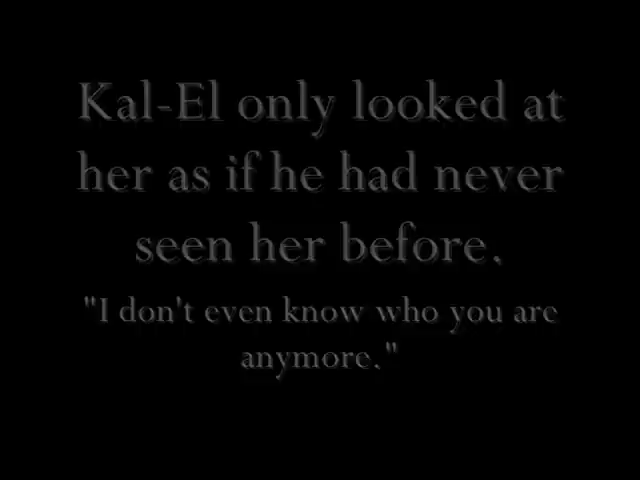 Kal-El only looked at
her as if he had never
seen her before.
"I don't even know who you are
anymore."